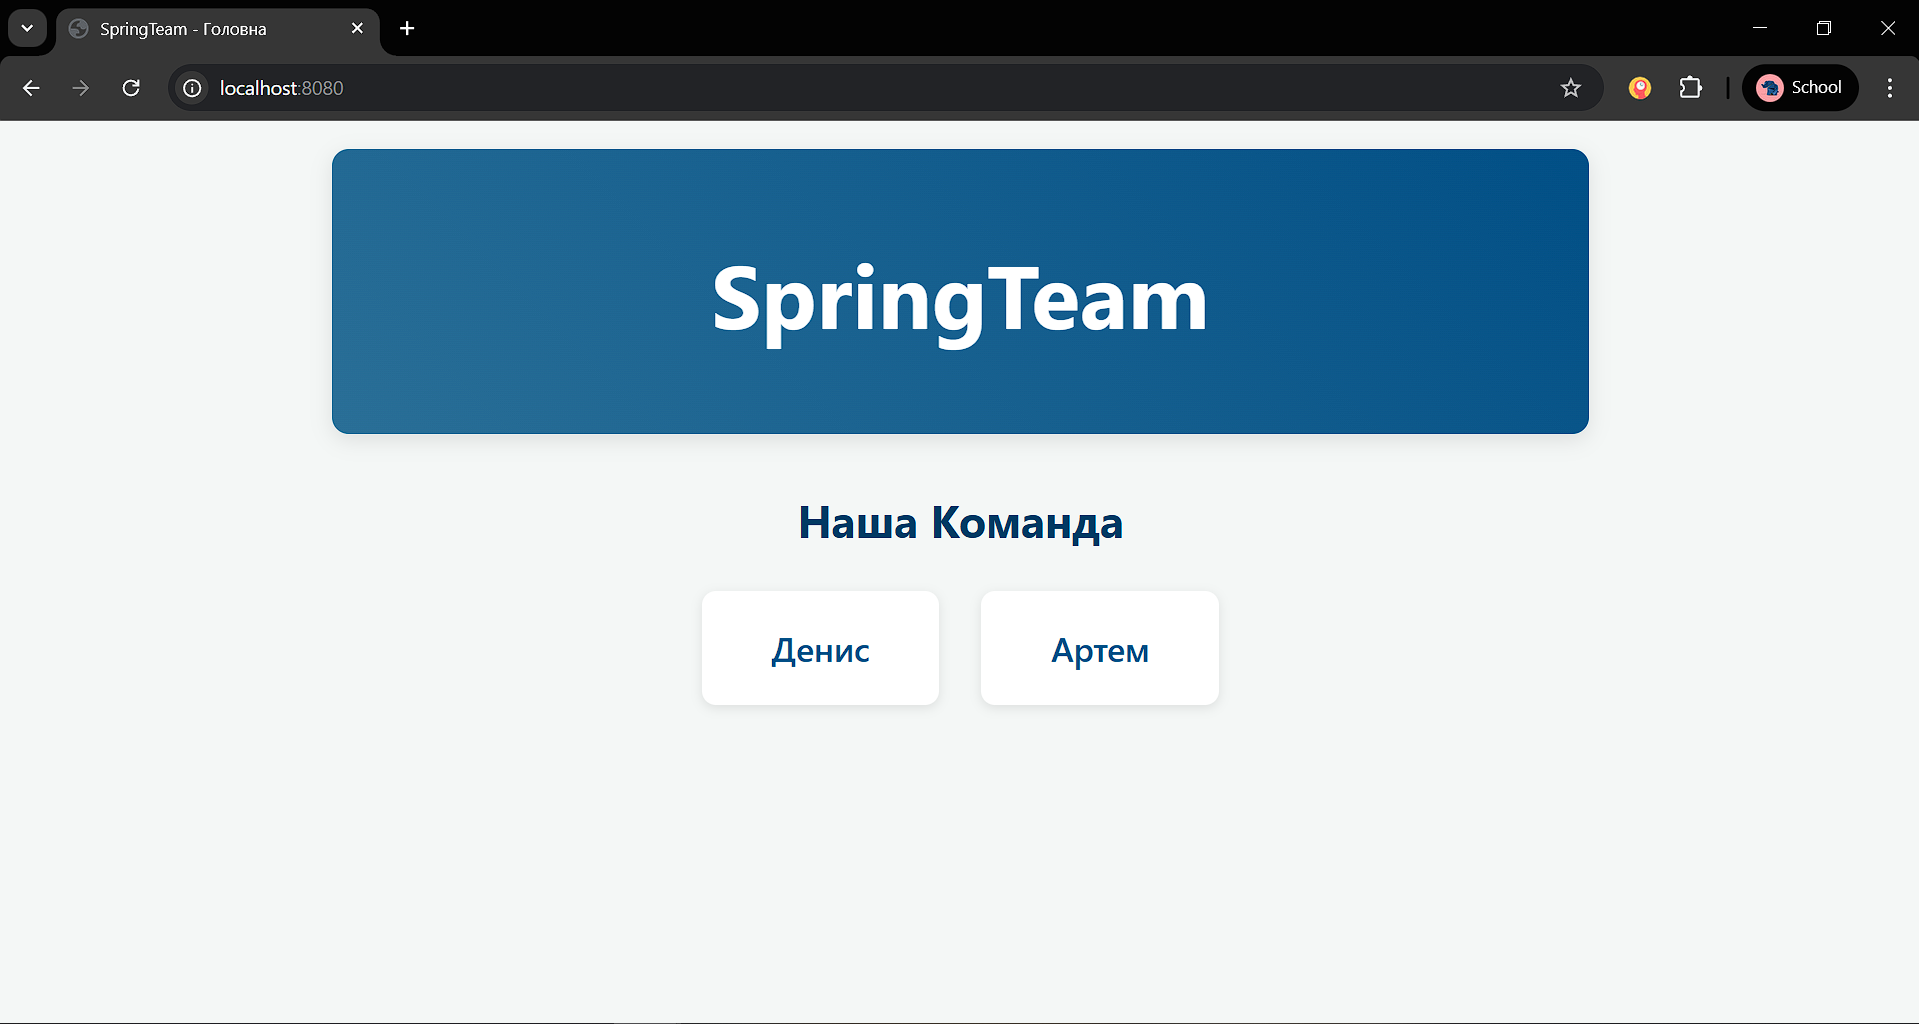 SpringTeam - Головна
localhost:8080
School
SpringTeam
Наша Команда
Денис
Артем